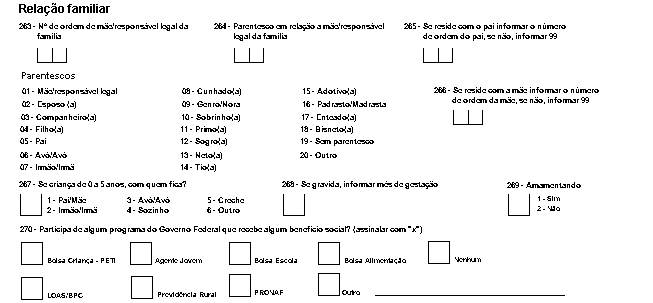 Relação familiar
263 - Nº de ordem de mãe/responsável legal da família
264 - Parentesco em relação a mãe/responsável legal da família
265 - Se reside com o pai informar o número de ordem do pai, se não, informar 99
Parentescos
01 - Mãe/responsável legal
02 - Esposo (a)
03 - Companheiro(a)
04 - Filho(a)
05 - Pai
06 - Avô/Avó
07 - Irmão/Irmã
08 - Cunhado(a)
09 - Genro/Nora
10 - Sobrinho(a)
11 - Primo(a)
12 - Sogro(a)
13 - Neto(a)
14 - Tio(a)
15 - Adotivo(a)
16 - Padrasto/Madrasta
17 - Enteado(a)
18 - Bisneto(a)
19 - Sem parentesco
20 - Outro
266 - Se reside com a mãe informar o número de ordem da mãe, se não, informar 99
267 - Se criança de 0 a 5 anos, com quem fica?
1 - Pai/Mãe
2 - Irmão/Irmã
3 - Avô/Avó
4 - Sozinho
5 - Creche
6 - Outro
268 - Se gravida, informar mês de gestação
269 - Amamentando
1 - Sim
2 - Não
270 - Participa de algum programa do Governo Federal que receba algum benefício social? (assinalar com "x")
Bolsa Criança - PETI
Agente Jovem
Bolsa Escola
Bolsa Alimentação
Nenhum
LOAS/BPC
Previdência Rural
PRONAF
Outro